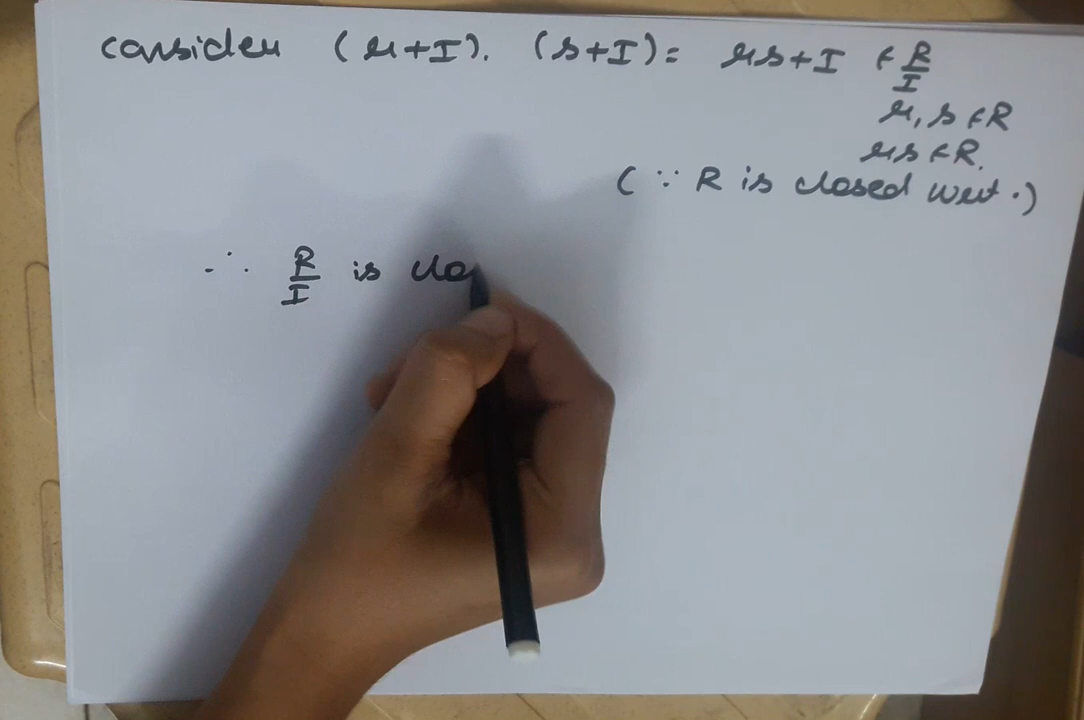 consider (r+I). (s+I) = rs+I ∈ R/I
r, s ∈ R
rs ∈ R.
(∵ R is closed wrt ·)
∴ R/I is clo